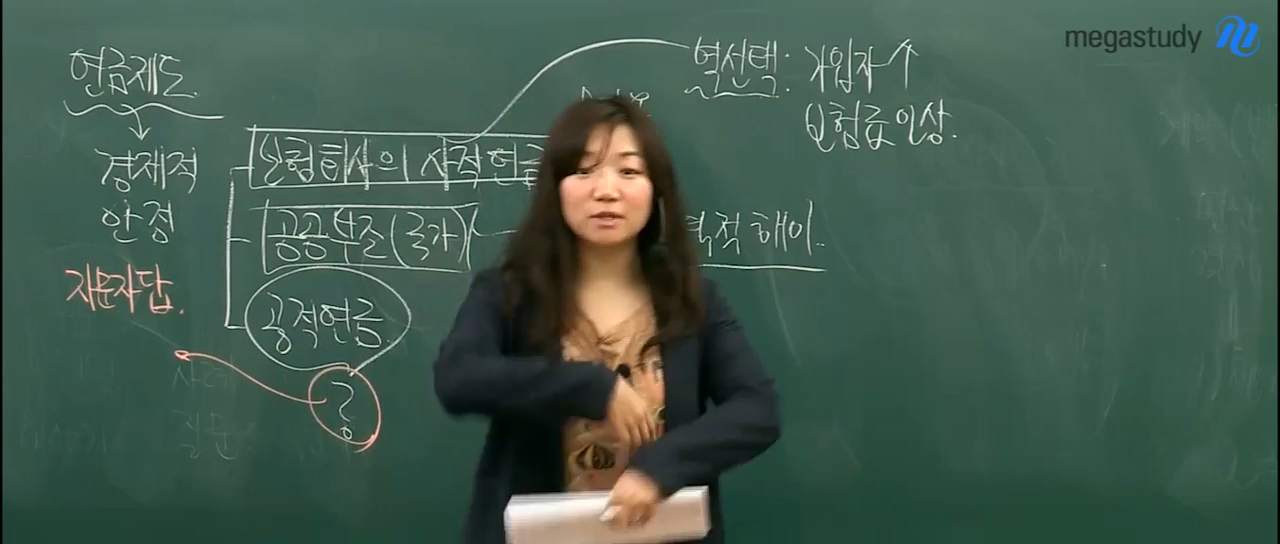 megastudy
연금제도
경제적
안정
자문자답.
보험회사의 사적연금
공공부조(국가)
공적연금.
?
역선택: 가입자↑
보험료 인상.
덕적 해이.